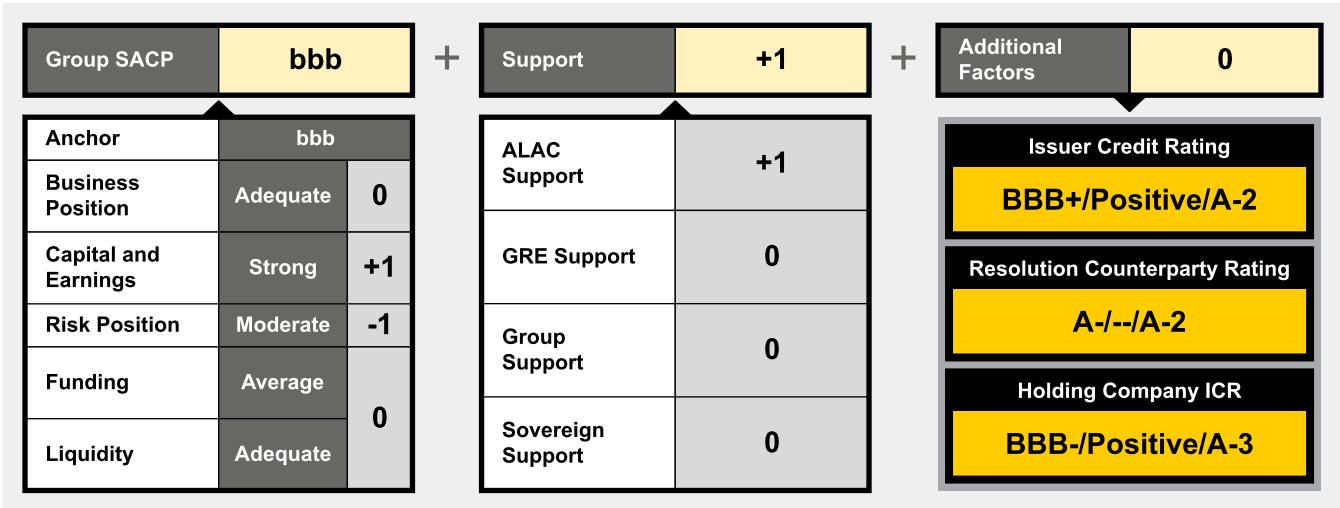 Group SACP
bbb
+
Support
+1
+
Additional
Factors
0
Anchor
bbb
Business
Position
Adequate
0
Capital and
Earnings
Strong
+1
Risk Position
Moderate
-1
Funding
Average
0
Liquidity
Adequate
ALAC
Support
+1
GRE Support
0
Group
Support
0
Sovereign
Support
0
Issuer Credit Rating
BBB+/Positive/A-2
Resolution Counterparty Rating
A-/--/A-2
Holding Company ICR
BBB-/Positive/A-3